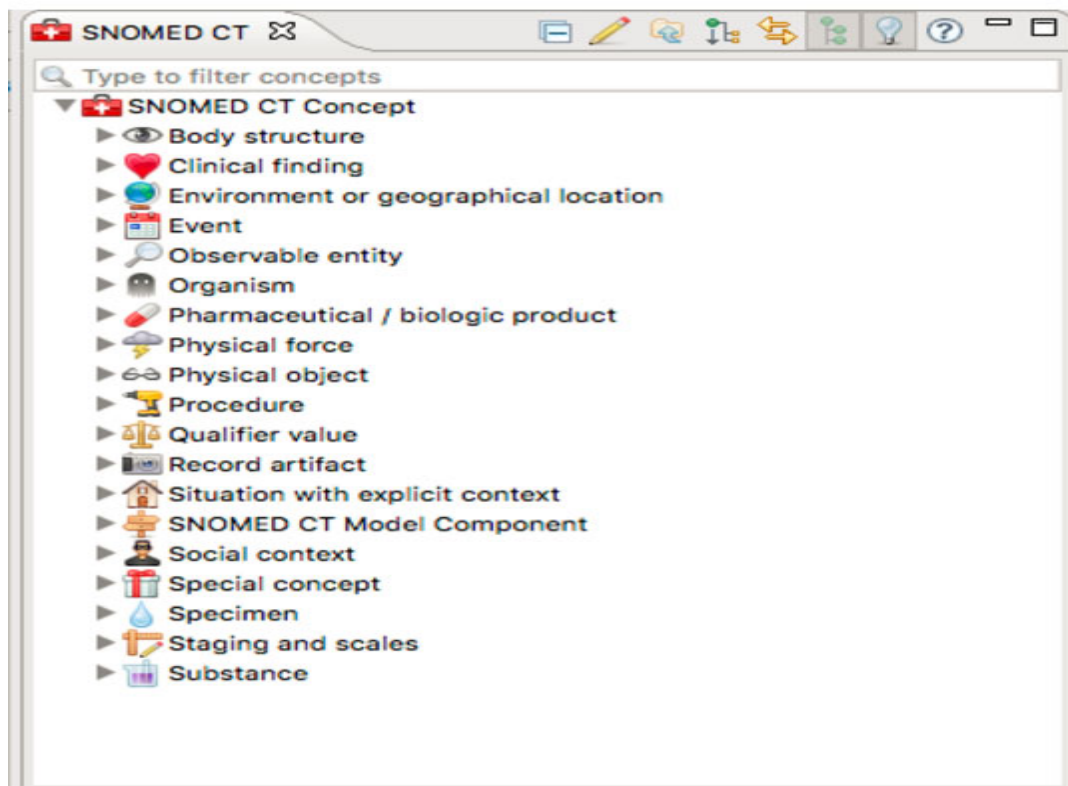 SNOMED CT
Type to filter concepts
SNOMED CT Concept
Body structure
Clinical finding
Environment or geographical location
Event
Observable entity
Organism
Pharmaceutical / biologic product
Physical force
Physical object
Procedure
Qualifier value
Record artifact
Situation with explicit context
SNOMED CT Model Component
Social context
Special concept
Specimen
Staging and scales
Substance